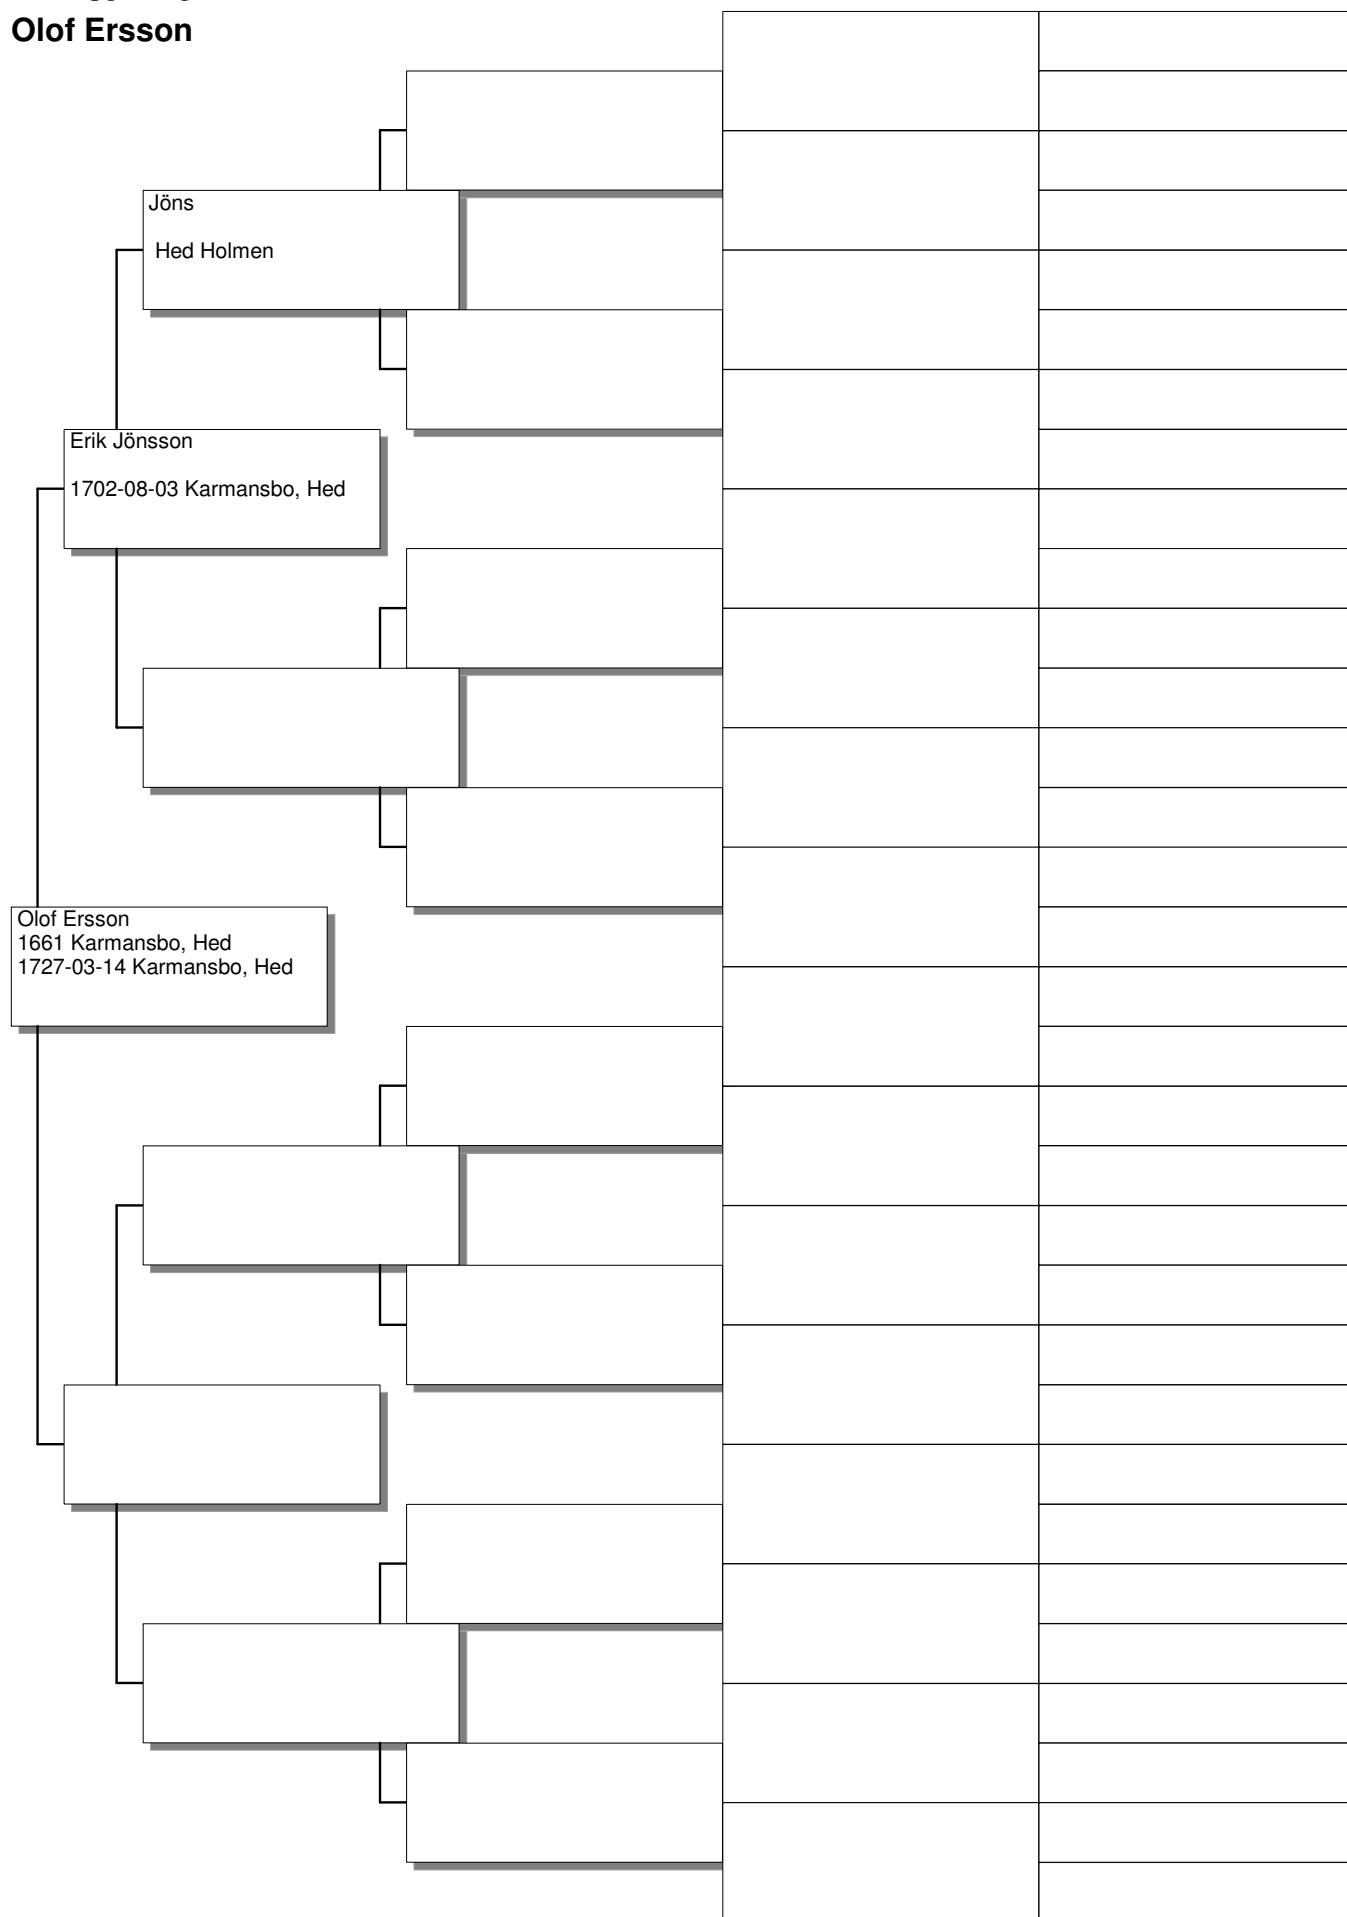 Olof Ersson
Jöns
Hed Holmen
Erik Jönsson
1702-08-03 Karmansbo, Hed
Olof Ersson
1661 Karmansbo, Hed
1727-03-14 Karmansbo, Hed